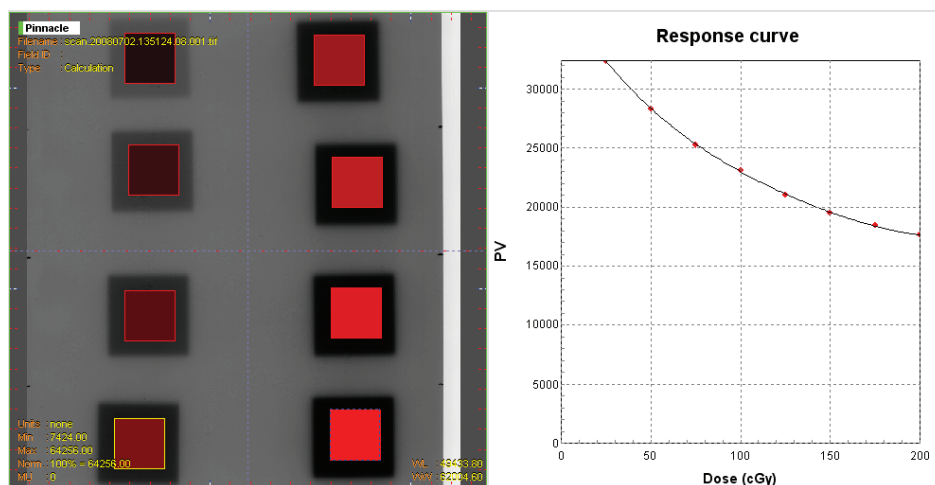 Pinnacle
Filename :scan.20080702.135124.08.001.tif
Field ID :
Type :Calculation
Units :none
Min :7424.00
Max :64256.00
Norm :100% = 64256.00
MU :0
Response curve
30000
25000
20000
15000
10000
5000
0
PV
0 50 100 150 200
Dose (cGy)